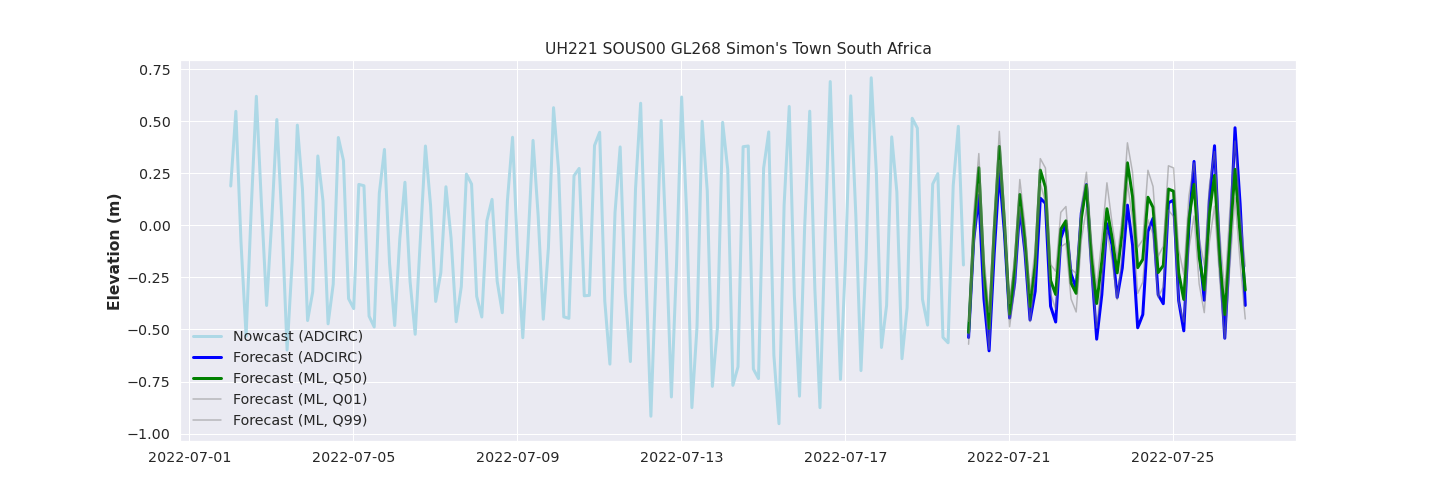 UH221 SOUS00 GL268 Simon's Town South Africa
Elevation (m)
0.75
0.50
0.25
0.00
−0.25
−0.50
−0.75
−1.00
Nowcast (ADCIRC)
Forecast (ADCIRC)
Forecast (ML, Q50)
Forecast (ML, Q01)
Forecast (ML, Q99)
2022-07-01 2022-07-05 2022-07-09 2022-07-13 2022-07-17 2022-07-21 2022-07-25